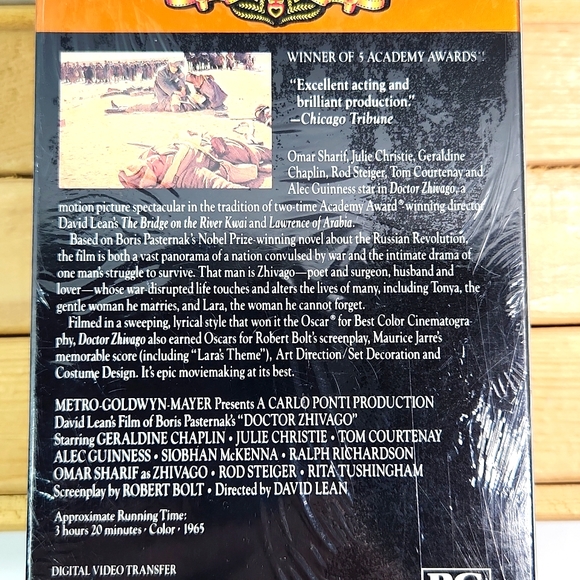 WINNER OF 5 ACADEMY AWARDS®!
“Excellent acting and
brilliant production.”
—Chicago Tribune
Omar Sharif, Julie Christie, Geraldine
Chaplin, Rod Steiger, Tom Courtenay and
Alec Guinness star in Doctor Zhivago, a
motion picture spectacular in the tradition of two-time Academy Award®-winning director
David Lean's The Bridge on the River Kwai and Lawrence of Arabia.
Based on Boris Pasternak's Nobel Prize-winning novel about the Russian Revolution,
the film is both a vast panorama of a nation convulsed by war and the intimate drama of
one man's struggle to survive. That man is Zhivago—poet and surgeon, husband and
lover—whose war-disrupted life touches and alters the lives of many, including Tonya, the
gentle woman he marries, and Lara, the woman he cannot forget.
Filmed in a sweeping, lyrical style that won it the Oscar® for Best Color Cinematogra-
phy, Doctor Zhivago also earned Oscars for Robert Bolt's screenplay, Maurice Jarre's
memorable score (including “Lara's Theme”), Art Direction/Set Decoration and
Costume Design. It's epic moviemaking at its best.
METRO-GOLDWYN-MAYER Presents A CARLO PONTI PRODUCTION
David Lean's Film of Boris Pasternak's “DOCTOR ZHIVAGO”
Starring GERALDINE CHAPLIN • JULIE CHRISTIE • TOM COURTENAY
ALEC GUINNESS • SIOBHAN McKENNA • RALPH RICHARDSON
OMAR SHARIF as ZHIVAGO • ROD STEIGER • RITA TUSHINGHAM
Screenplay by ROBERT BOLT • Directed by DAVID LEAN
Approximate Running Time:
3 hours 20 minutes • Color • 1965
DIGITAL VIDEO TRANSFER
PG